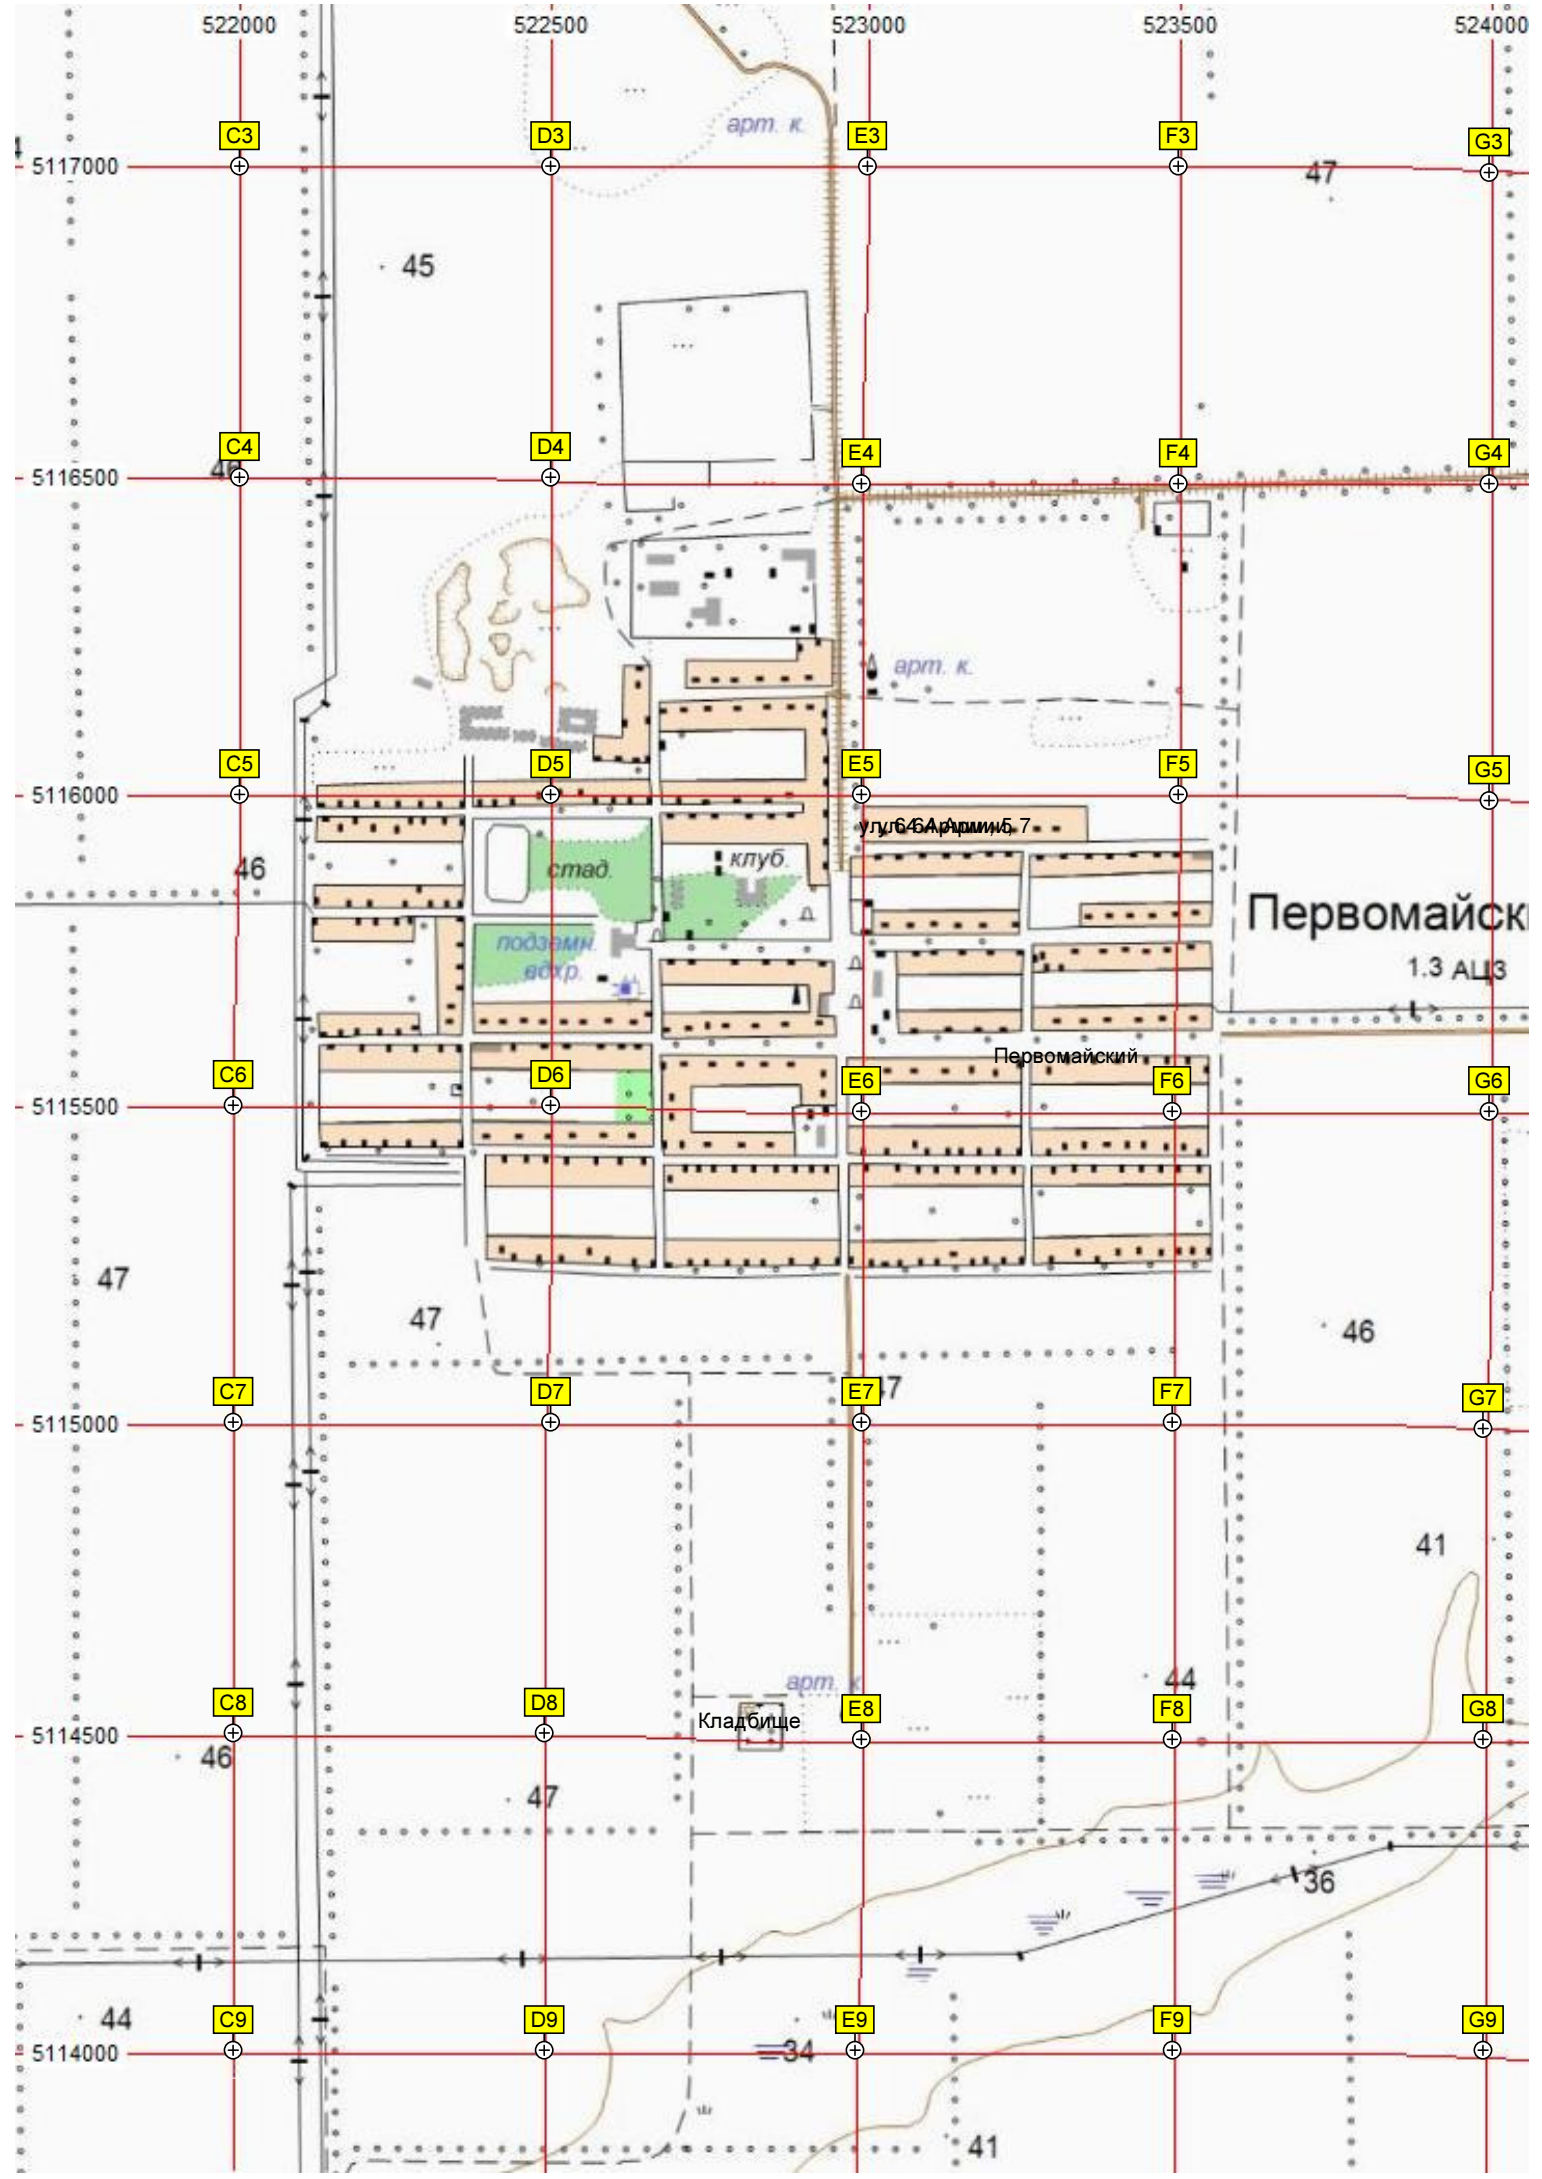 522000 522500 523000 523500 524000
арт. к.
C3 D3 E3 F3 G3
5117000
47
45
C4 D4 E4 F4 G4
46
5116500
арт. к.
C5 D5 E5 F5 G5
5116000
5, 7
46
стад.
клуб.
Первомайск
подземн.
вдхр.
1.3 АЦЗ
Первомайский
C6 D6 E6 F6 G6
5115500
47
47
46
C7 D7 E7 F7 G7
5115000
41
арт. к
44
C8 D8 E8 F8 G8
Кладбище
5114500
46
47
36
44
C9 D9 E9 F9 G9
5114000
34
41